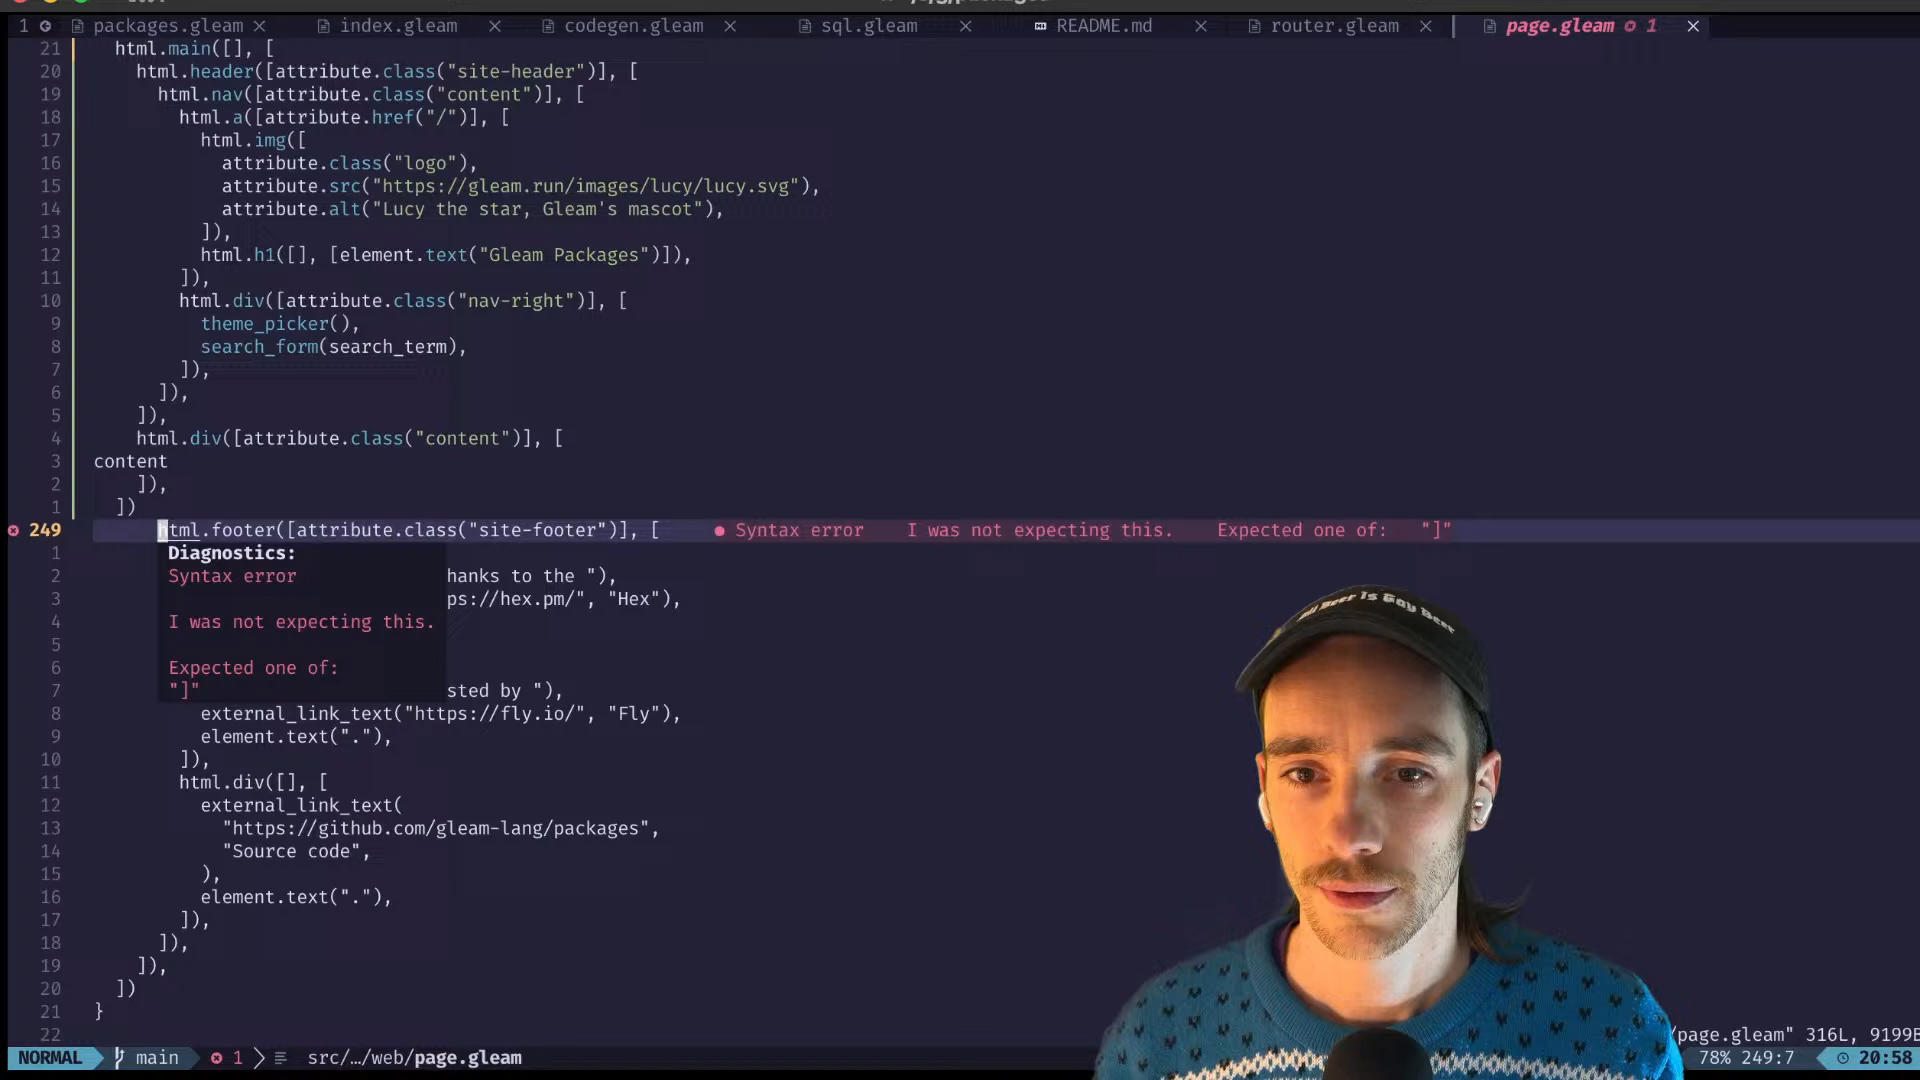 1 packages.gleam index.gleam codegen.gleam sql.gleam README.md router.gleam page.gleam 1
21 html.main([], [
20 html.header([attribute.class("site-header")], [
19 html.nav([attribute.class("content")], [
18 html.a([attribute.href("/")], [
17 html.img([
16 attribute.class("logo"),
15 attribute.src("https://gleam.run/images/lucy/lucy.svg"),
14 attribute.alt("Lucy the star, Gleam's mascot"),
13 ]),
12 html.h1([], [element.text("Gleam Packages")]),
11 ]),
10 html.div([attribute.class("nav-right")], [
9 theme_picker(),
8 search_form(search_term),
7 ]),
6 ]),
5 ]),
4 html.div([attribute.class("content")], [
3 content
2 ]),
1 ])
249 html.footer([attribute.class("site-footer")], [ ● Syntax error I was not expecting this. Expected one of: "]"
1 Diagnostics:
2 Syntax error hanks to the "),
3 ps://hex.pm/", "Hex"),
4 I was not expecting this.
5
6 Expected one of:
7 "]" sted by "),
8 external_link_text("https://fly.io/", "Fly"),
9 element.text("."),
10 ]),
11 html.div([], [
12 external_link_text(
13 "https://github.com/gleam-lang/packages",
14 "Source code",
15 ),
16 element.text("."),
17 ]),
18 ]),
19 ]),
20 ])
21 }
22
Beer Is Gay Beer
/page.gleam" 316L, 9199B
NORMAL main 1 src/…/web/page.gleam 78% 249:7 20:58